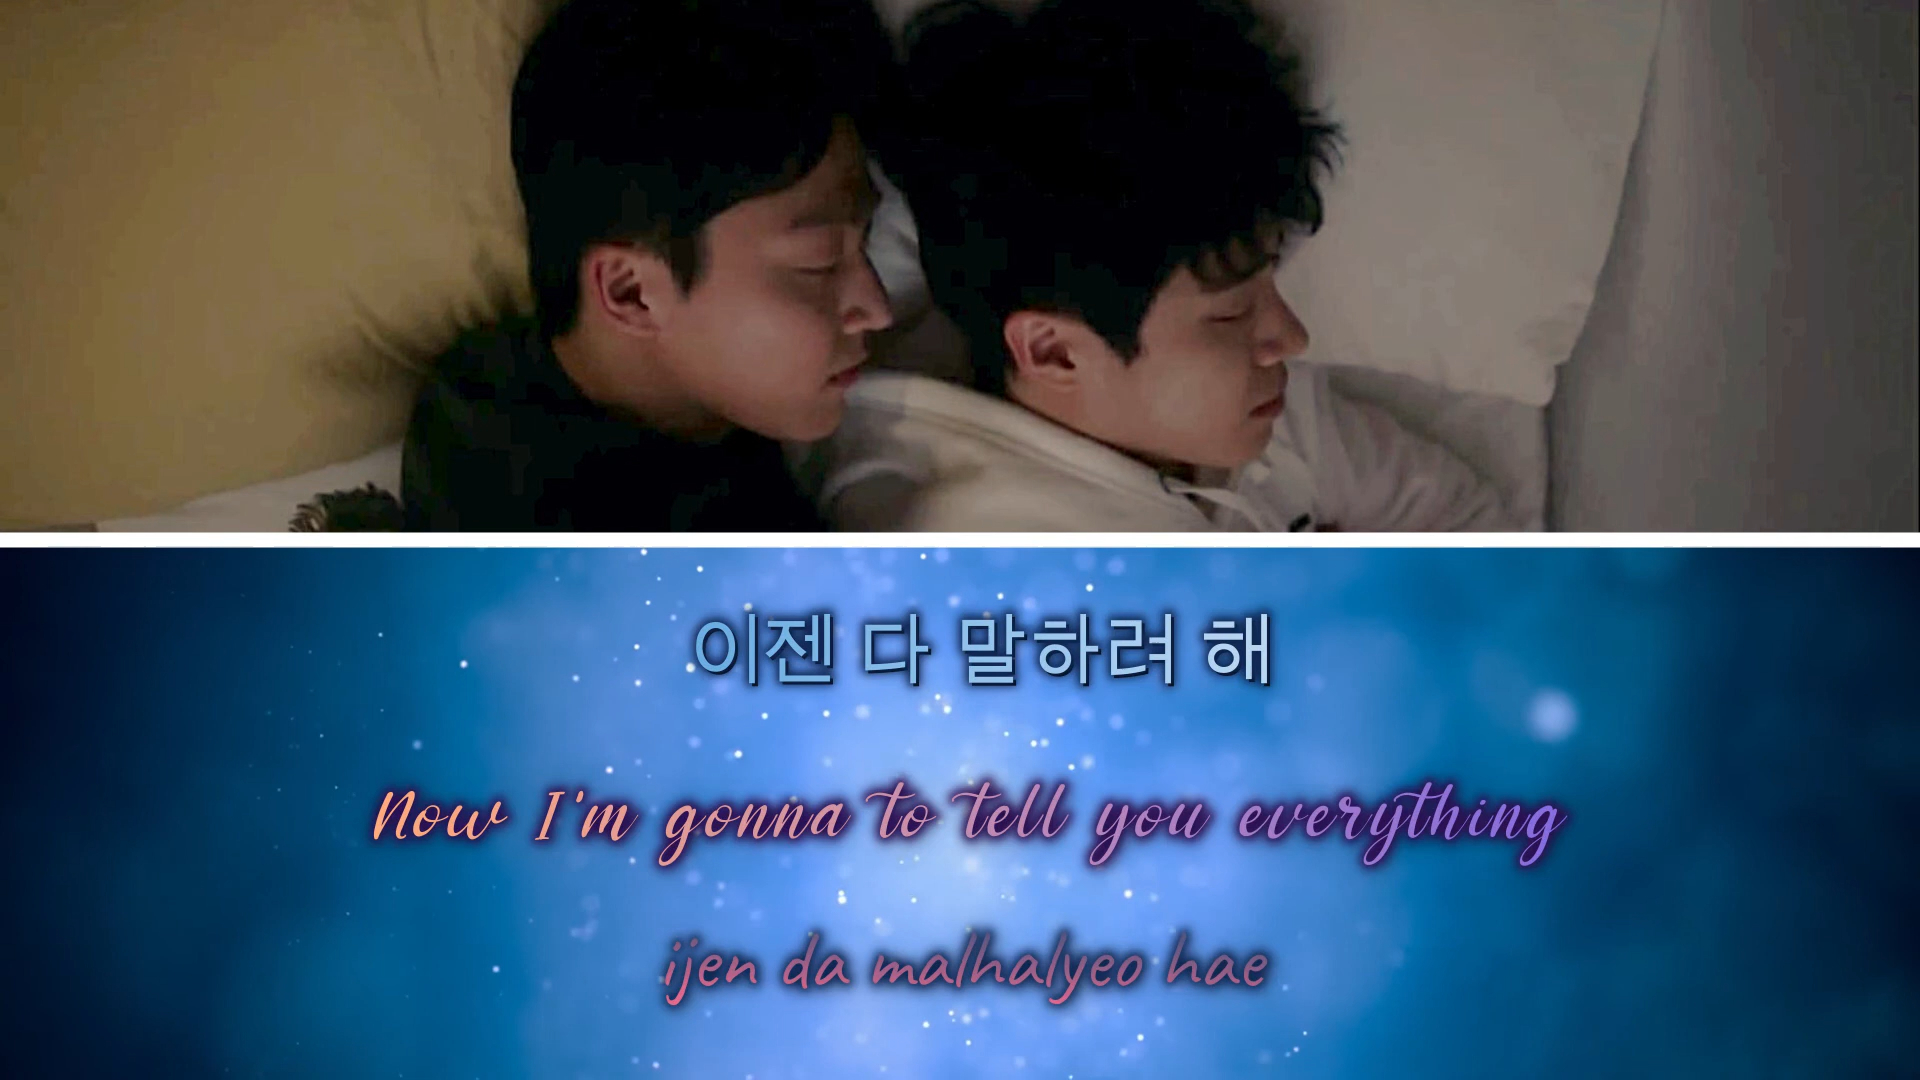 이젠 다 말하려 해
Now I'm gonna to tell you everything
ijen da malhalyeo hae